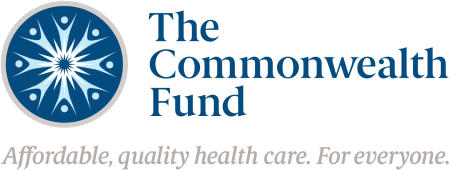 The
Commonwealth
Fund
Affordable, quality health care. For everyone.